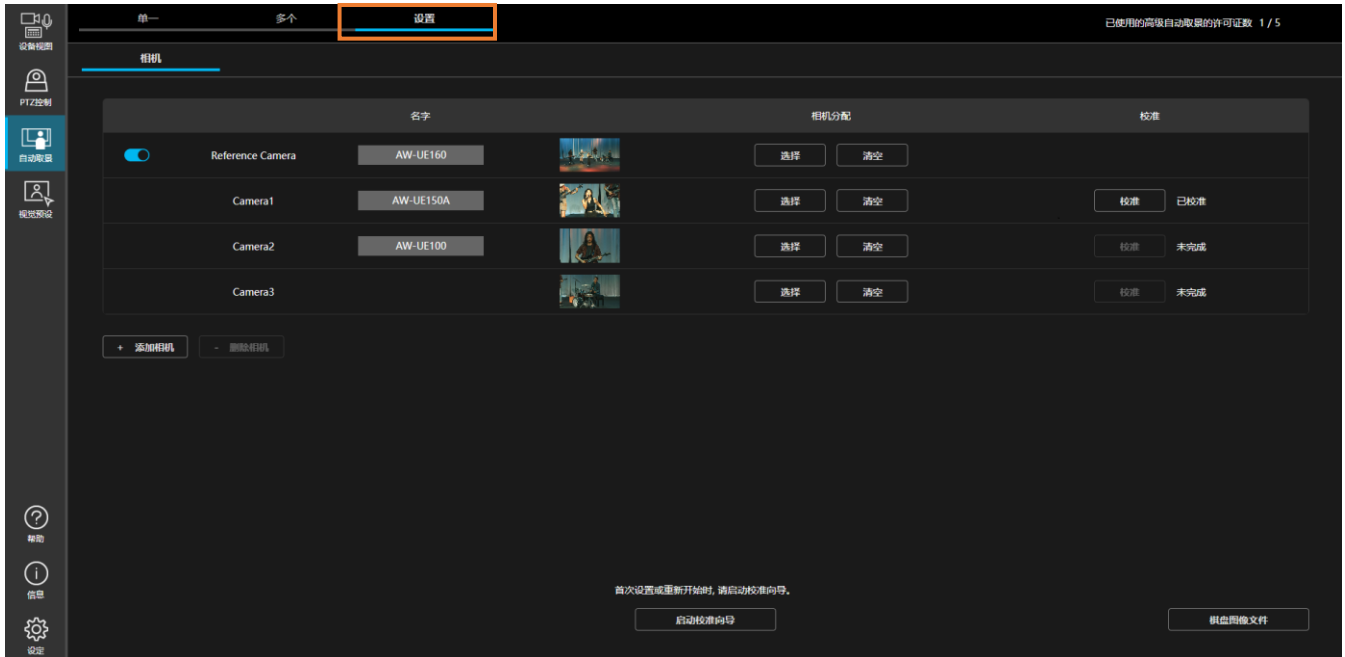 单一 多个 设置 已使用的高级自动取景的许可证数 1 / 5
相机
设备视图
PTZ控制
自动取景
视觉预设
帮助
信息
设定
名字 相机分配 校准
Reference Camera AW-UE160 选择 清空
Camera1 AW-UE150A 选择 清空 校准 已校准
Camera2 AW-UE100 选择 清空 校准 未完成
Camera3 选择 清空 校准 未完成
+ 添加相机 - 删除相机
首次设置或重新开始时, 请启动校准向导。
启动校准向导 棋盘图像文件